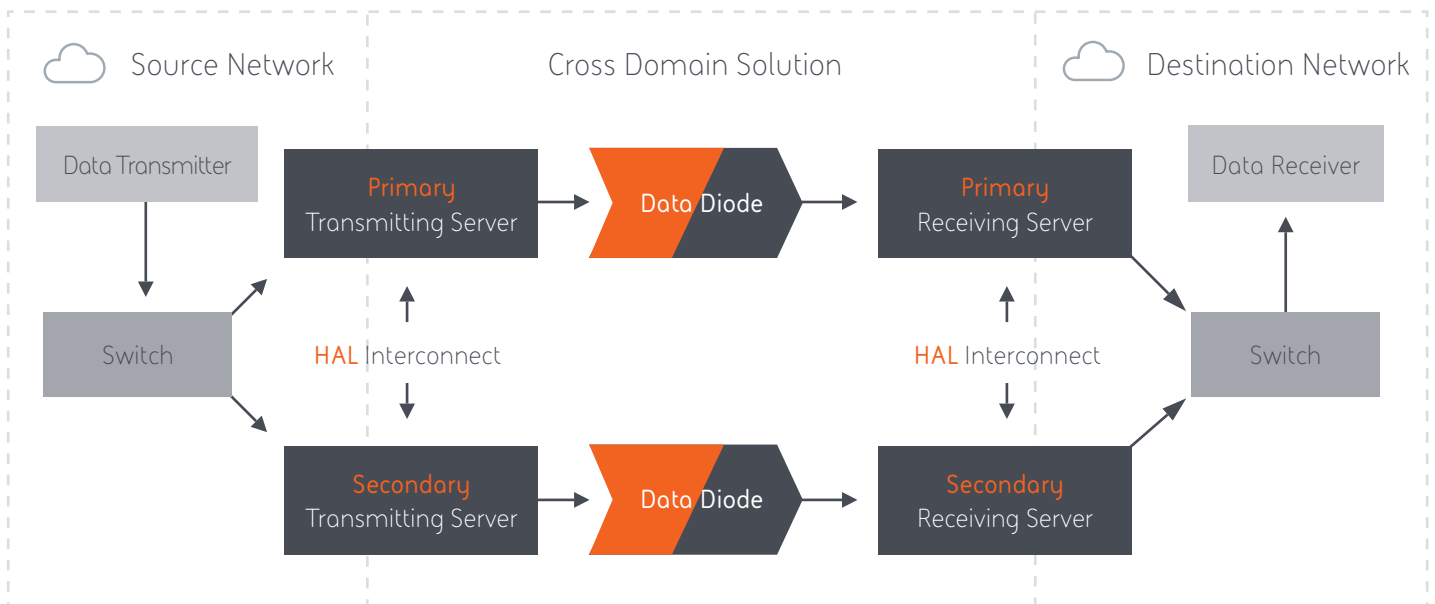 Source Network
Cross Domain Solution
Destination Network
Data Transmitter
Data Receiver
Primary
Transmitting Server
Data Diode
Primary
Receiving Server
Switch
HAL Interconnect
HAL Interconnect
Switch
Secondary
Transmitting Server
Data Diode
Secondary
Receiving Server